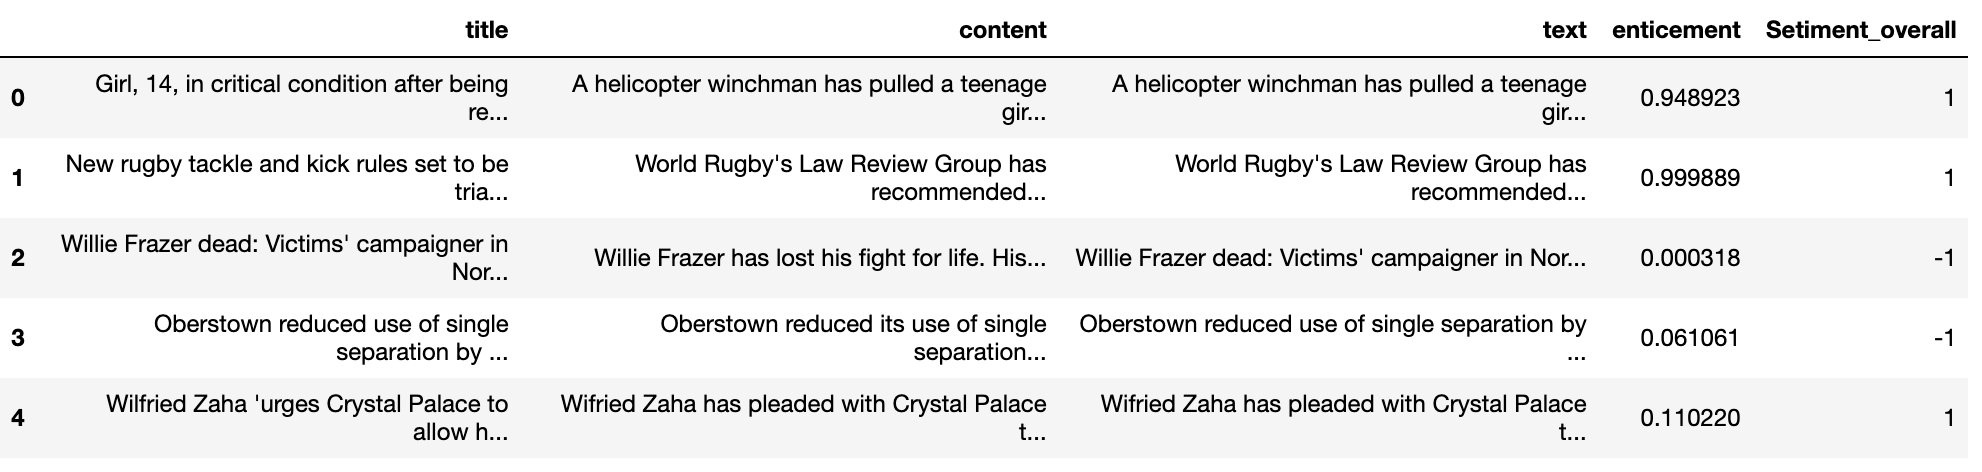 title content text enticement Setiment_overall
0 Girl, 14, in critical condition after being re... A helicopter winchman has pulled a teenage gir... A helicopter winchman has pulled a teenage gir... 0.948923 1
1 New rugby tackle and kick rules set to be tria... World Rugby's Law Review Group has recommended... World Rugby's Law Review Group has recommended... 0.999889 1
2 Willie Frazer dead: Victims' campaigner in Nor... Willie Frazer has lost his fight for life. His... Willie Frazer dead: Victims' campaigner in Nor... 0.000318 -1
3 Oberstown reduced use of single separation by ... Oberstown reduced its use of single separation... Oberstown reduced use of single separation by ... 0.061061 -1
4 Wilfried Zaha 'urges Crystal Palace to allow h... Wifried Zaha has pleaded with Crystal Palace t... Wifried Zaha has pleaded with Crystal Palace t... 0.110220 1